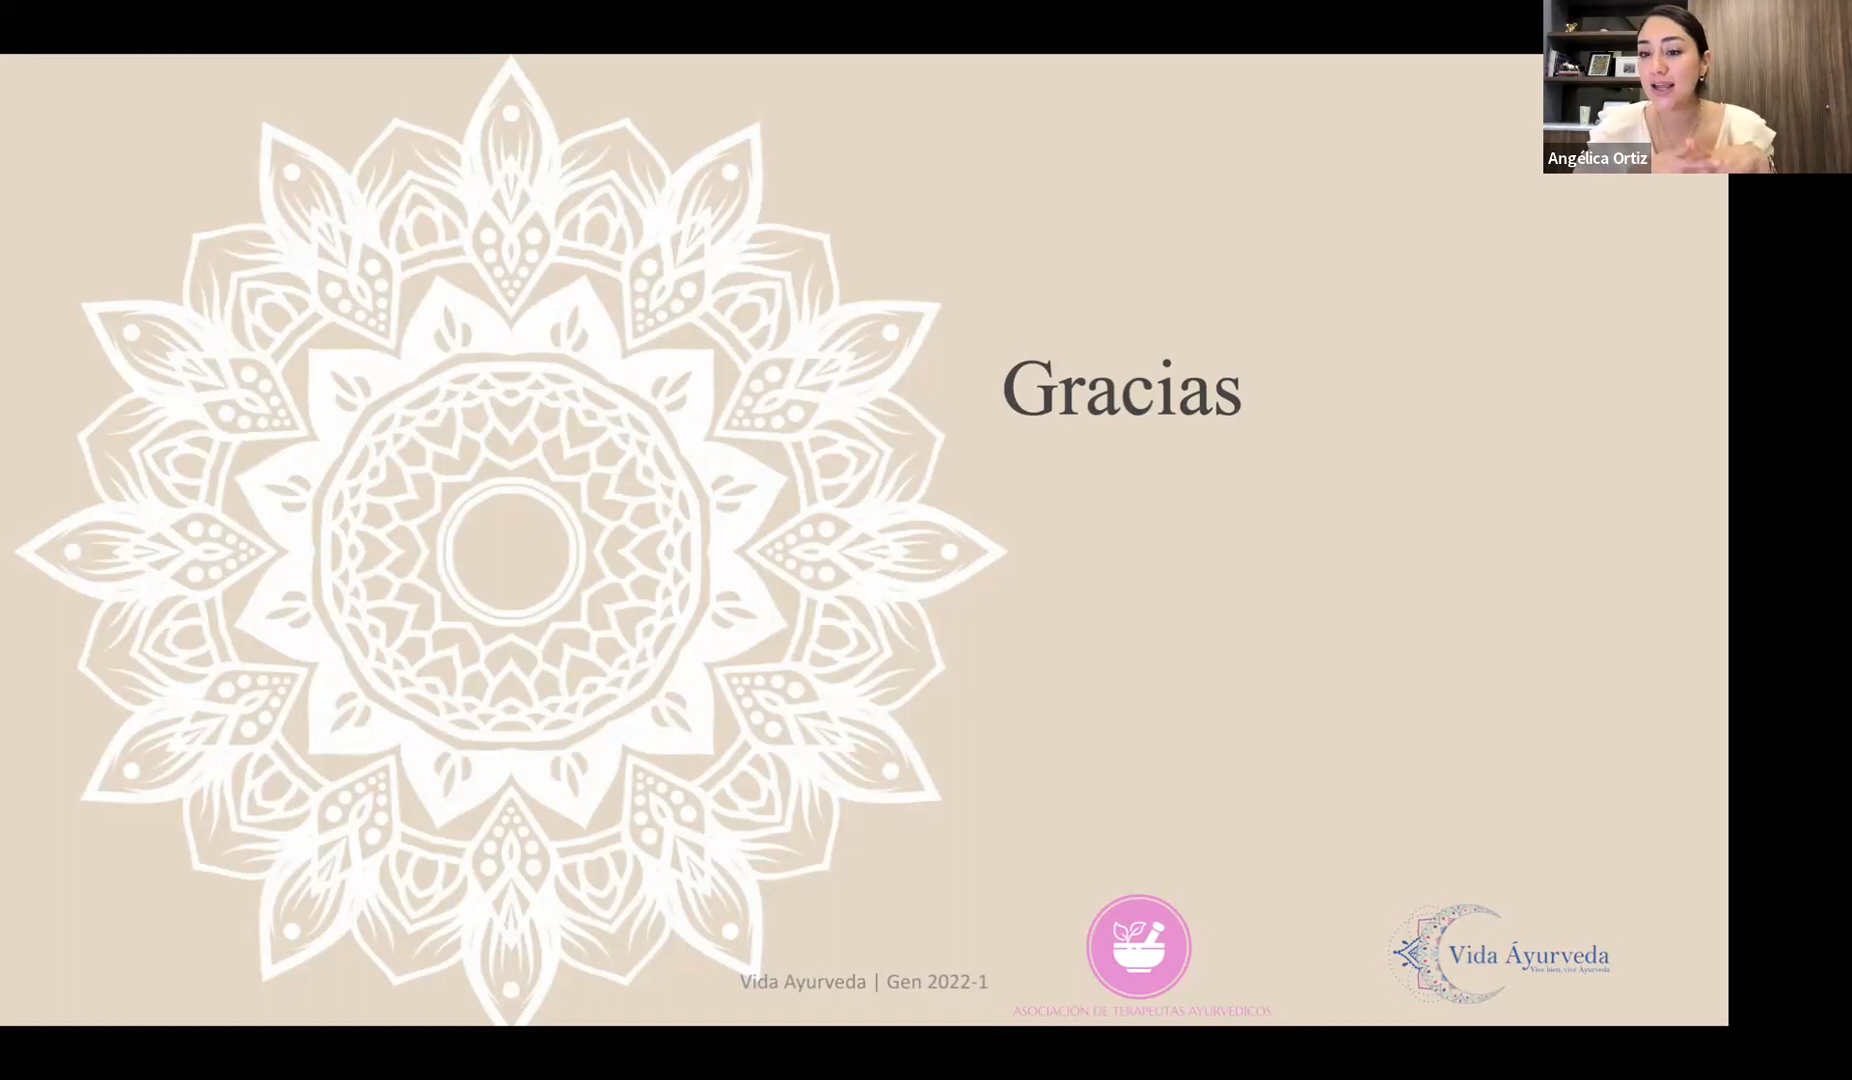 Angélica Ortiz
Gracias
Vida Ayurveda | Gen 2022-1
ASOCIACIÓN DE TERAPEUTAS AYURVÉDICOS
Vida Áyurveda
Vive bien, vive Ayurveda